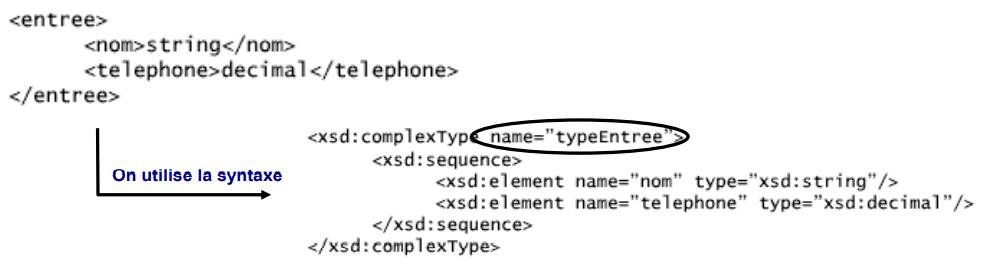 <entree>
<nom>string</nom>
<telephone>decimal</telephone>
</entree>
On utilise la syntaxe
<xsd:complexType name="typeEntree">
<xsd:sequence>
<xsd:element name="nom" type="xsd:string"/>
<xsd:element name="telephone" type="xsd:decimal"/>
</xsd:sequence>
</xsd:complexType>